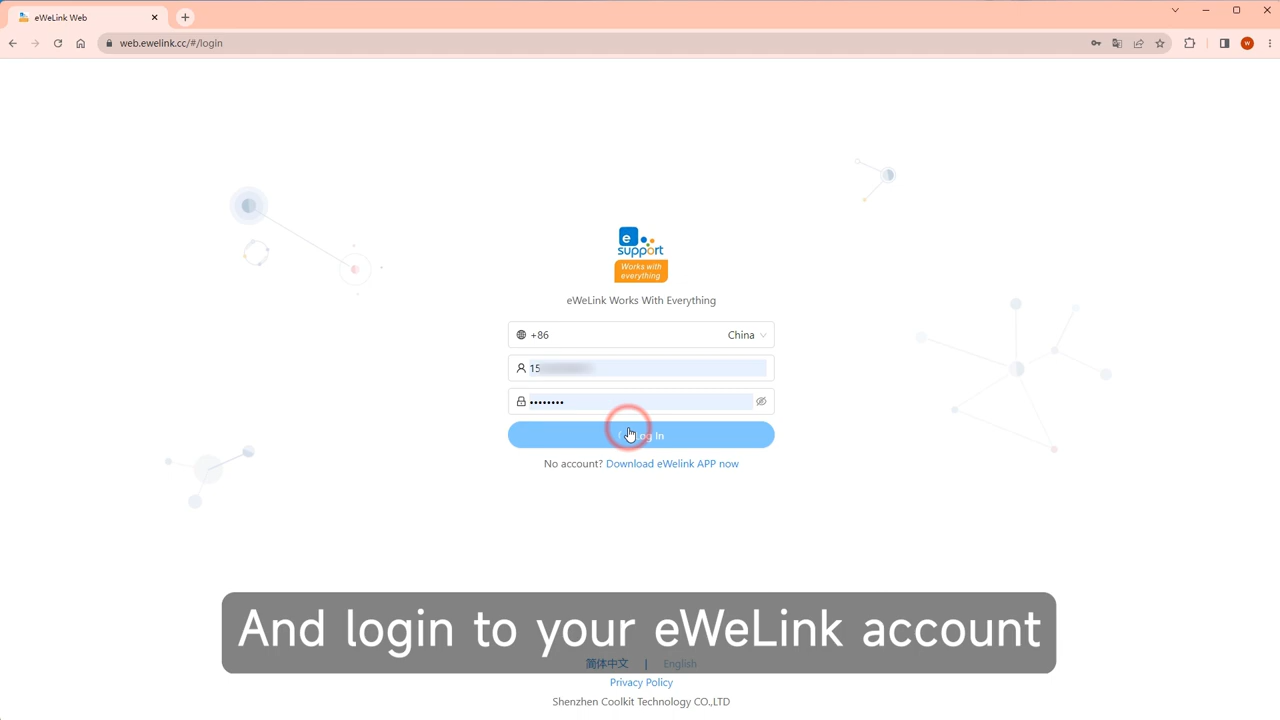 eWeLink Web
web.ewelink.cc/#/login
W
e
support
Works with
everything
eWeLink Works With Everything
+86 China
15
••••••••
Log In
No account? Download eWelink APP now
And login to your eWeLink account
简体中文 | English
Privacy Policy
Shenzhen Coolkit Technology CO.,LTD